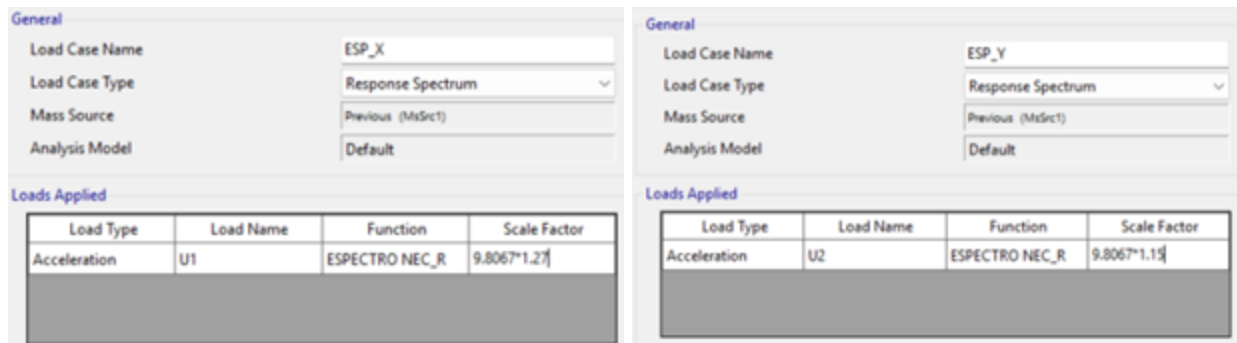 General
Load Case Name ESP_X
Load Case Type Response Spectrum
Mass Source Previous (MsSrc1)
Analysis Model Default
Loads Applied
Load Type Load Name Function Scale Factor
Acceleration U1 ESPECTRO NEC_R 9.8067*1.27
General
Load Case Name ESP_Y
Load Case Type Response Spectrum
Mass Source Previous (MsSrc1)
Analysis Model Default
Loads Applied
Load Type Load Name Function Scale Factor
Acceleration U2 ESPECTRO NEC_R 9.8067*1.15